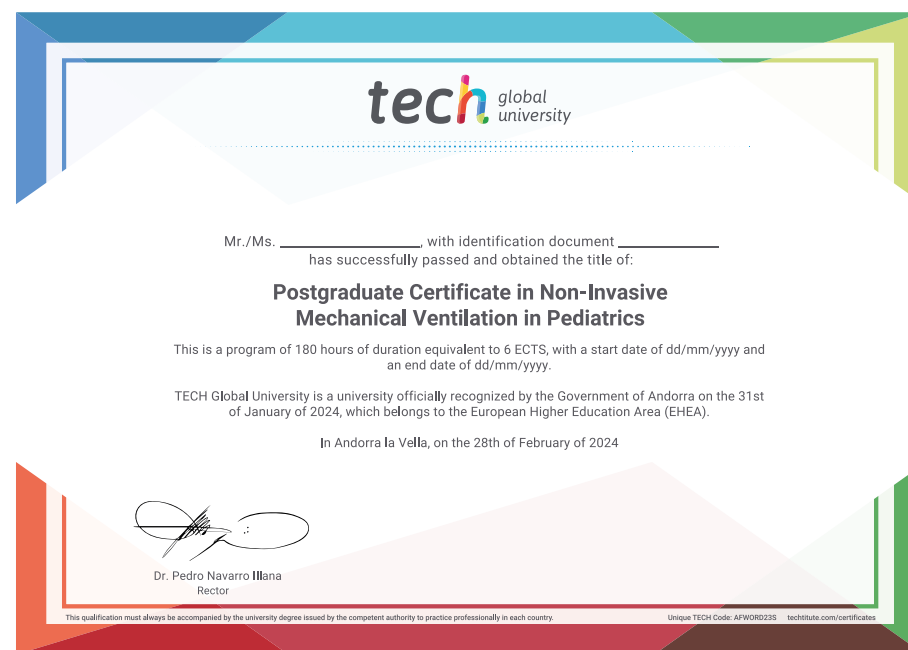 tech global university
Mr./Ms. ____________________, with identification document ______________
has successfully passed and obtained the title of:
Postgraduate Certificate in Non-Invasive
Mechanical Ventilation in Pediatrics
This is a program of 180 hours of duration equivalent to 6 ECTS, with a start date of dd/mm/yyyy and
an end date of dd/mm/yyyy.
TECH Global University is a university officially recognized by the Government of Andorra on the 31st
of January of 2024, which belongs to the European Higher Education Area (EHEA).
In Andorra la Vella, on the 28th of February of 2024
Dr. Pedro Navarro Illana
Rector
This qualification must always be accompanied by the university degree issued by the competent authority to practice professionally in each country.
Unique TECH Code: AFWORD23S techtitute.com/certificates